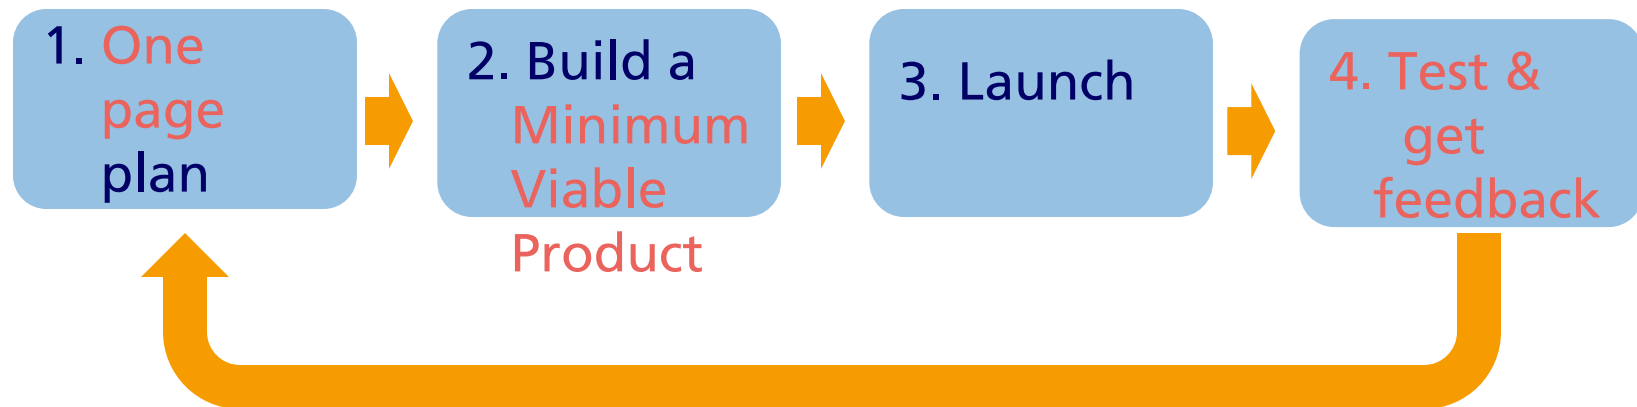 1. One
page
plan
2. Build a
Minimum
Viable
Product
3. Launch
4. Test &
get
feedback